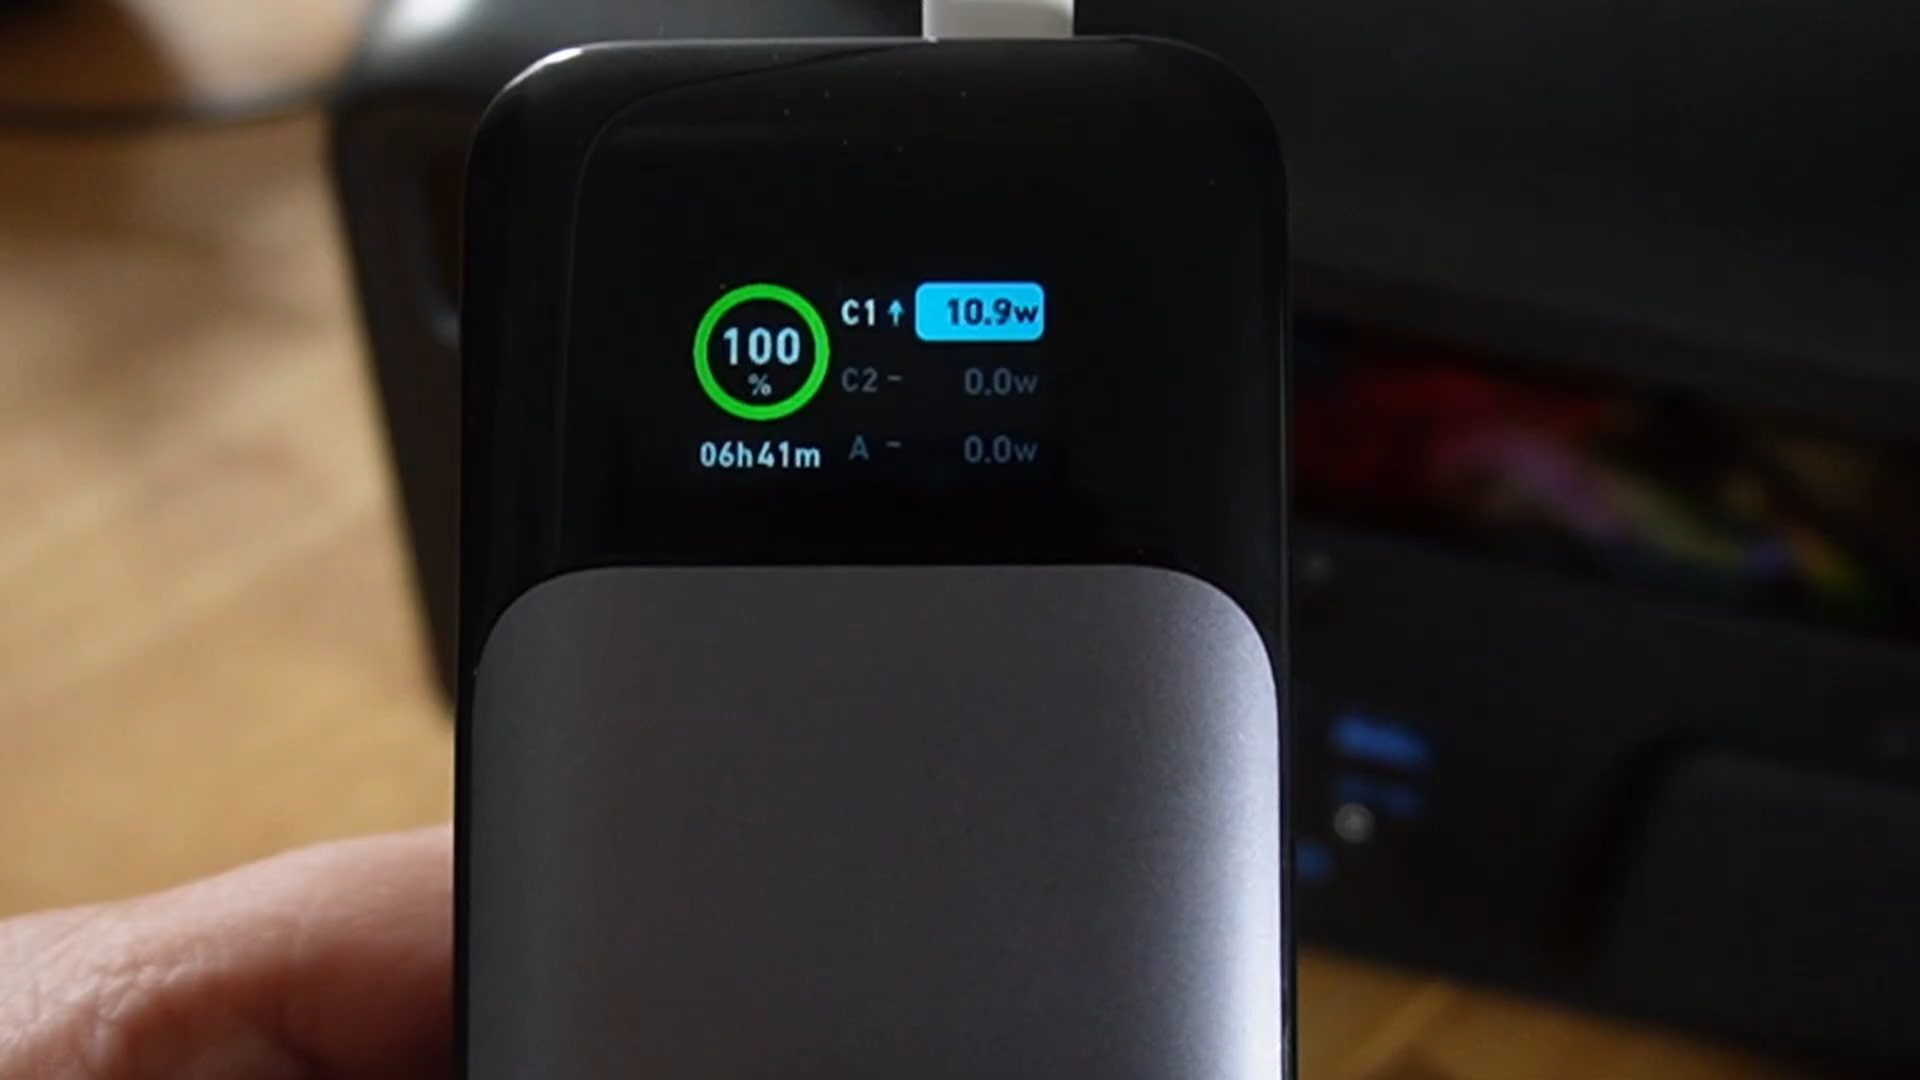 100
%
06h41m
C1 ↑ 10.9w
C2 – 0.0w
A – 0.0w